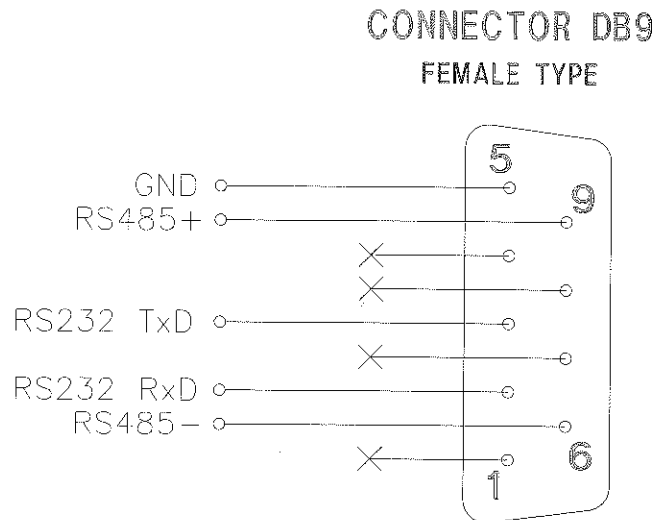 CONNECTOR DB9
FEMALE TYPE
5
GND
9
RS485+
RS232 TxD
RS232 RxD
RS485-
6
1